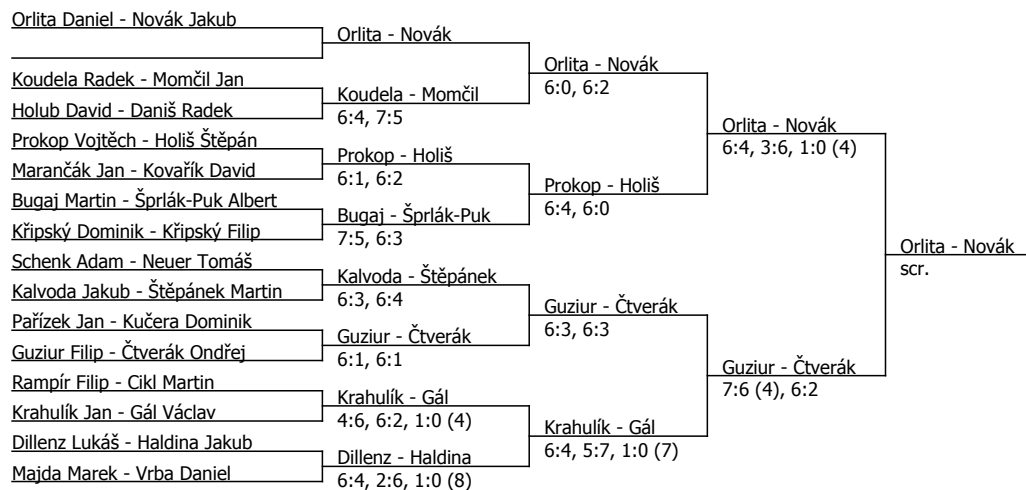 Orlita Daniel - Novák Jakub
Koudela Radek - Momčil Jan
Holub David - Daniš Radek
Prokop Vojtěch - Holiš Štěpán
Marančák Jan - Kovařík David
Bugaj Martin - Šprlák-Puk Albert
Křipský Dominik - Křipský Filip
Schenk Adam - Neuer Tomáš
Kalvoda Jakub - Štěpánek Martin
Pařízek Jan - Kučera Dominik
Guziur Filip - Čtverák Ondřej
Rampír Filip - Cikl Martin
Krahulík Jan - Gál Václav
Dillenz Lukáš - Haldina Jakub
Majda Marek - Vrba Daniel
Orlita - Novák
Koudela - Momčil
6:4, 7:5
Prokop - Holiš
6:1, 6:2
Bugaj - Šprlák-Puk
7:5, 6:3
Kalvoda - Štěpánek
6:3, 6:4
Guziur - Čtverák
6:1, 6:1
Krahulík - Gál
4:6, 6:2, 1:0 (4)
Dillenz - Haldina
6:4, 2:6, 1:0 (8)
Orlita - Novák
6:0, 6:2
Prokop - Holiš
6:4, 6:0
Guziur - Čtverák
6:3, 6:3
Krahulík - Gál
6:4, 5:7, 1:0 (7)
Orlita - Novák
6:4, 3:6, 1:0 (4)
Guziur - Čtverák
7:6 (4), 6:2
Orlita - Novák
scr.